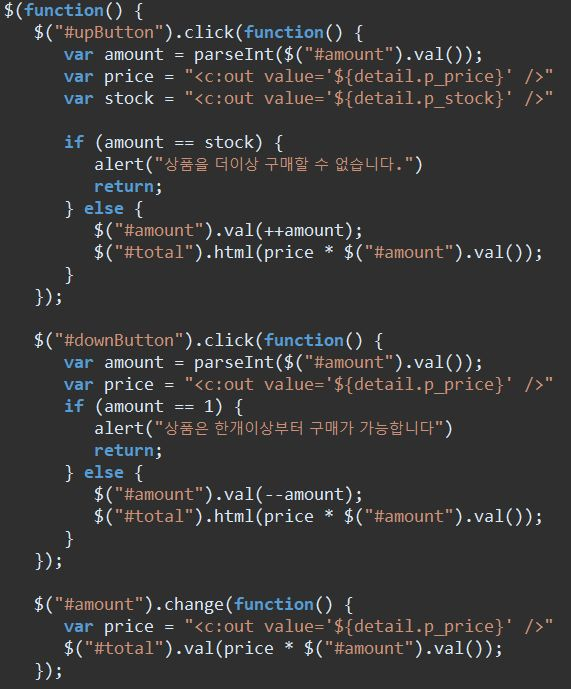 $(function() {
$("#upButton").click(function() {
var amount = parseInt($("#amount").val());
var price = "<c:out value='${detail.p_price}' />"
var stock = "<c:out value='${detail.p_stock}' />"
if (amount == stock) {
alert("상품을 더이상 구매할 수 없습니다.")
return;
} else {
$("#amount").val(++amount);
$("#total").html(price * $("#amount").val());
}
});
$("#downButton").click(function() {
var amount = parseInt($("#amount").val());
var price = "<c:out value='${detail.p_price}' />"
if (amount == 1) {
alert("상품은 한개이상부터 구매가 가능합니다")
return;
} else {
$("#amount").val(--amount);
$("#total").html(price * $("#amount").val());
}
});
$("#amount").change(function() {
var price = "<c:out value='${detail.p_price}' />"
$("#total").val(price * $("#amount").val());
});